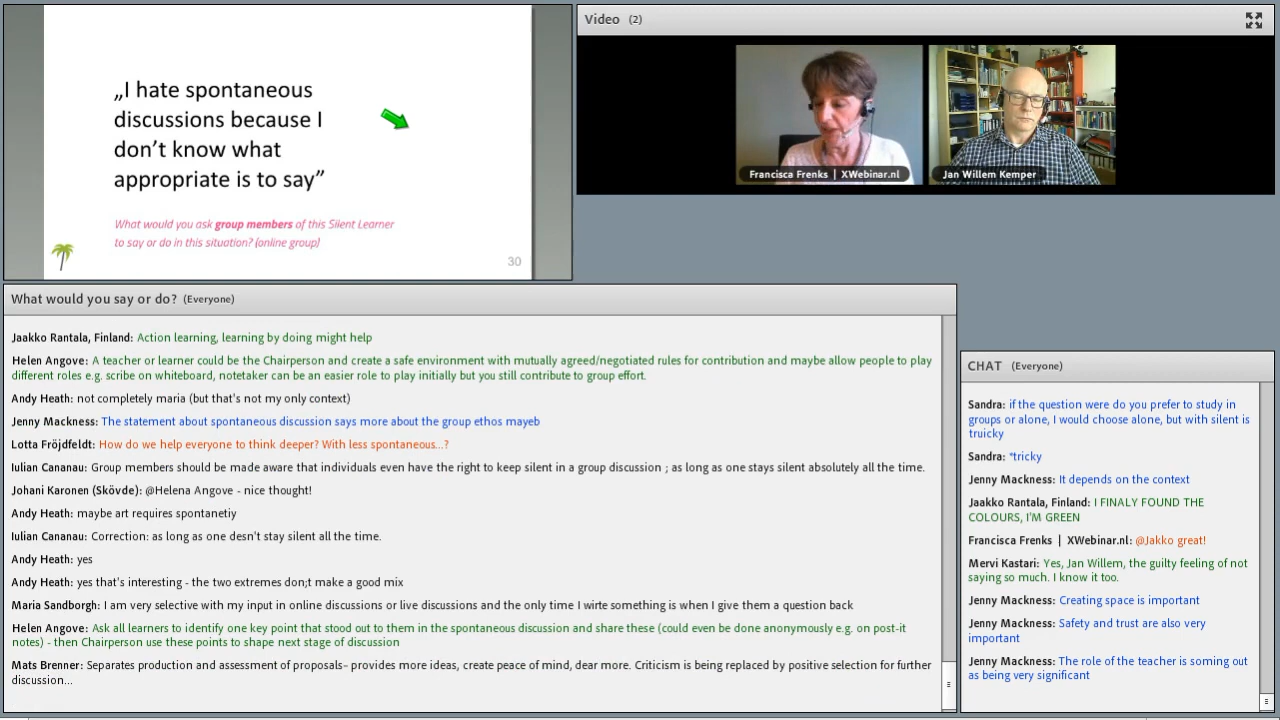 „I hate spontaneous
discussions because I
don't know what
appropriate is to say”
What would you ask group members of this Silent Learner
to say or do in this situation? (online group)
30
Video (2)
Francisca Frenks | XWebinar.nl
Jan Willem Kemper
What would you say or do? (Everyone)
Jaakko Rantala, Finland: Action learning, learning by doing might help
Helen Angove: A teacher or learner could be the Chairperson and create a safe environment with mutually agreed/negotiated rules for contribution and maybe allow people to play
different roles e.g. scribe on whiteboard, notetaker can be an easier role to play initially but you still contribute to group effort.
Andy Heath: not completely maria (but that's not my only context)
Jenny Mackness: The statement about spontaneous discussion says more about the group ethos mayeb
Lotta Fröjdfeldt: How do we help everyone to think deeper? With less spontaneous...?
Iulian Cananau: Group members should be made aware that individuals even have the right to keep silent in a group discussion ; as long as one stays silent absolutely all the time.
Johani Karonen (Skövde): @Helena Angove - nice thought!
Andy Heath: maybe art requires spontanetiy
Iulian Cananau: Correction: as long as one desn't stay silent all the time.
Andy Heath: yes
Andy Heath: yes that's interesting - the two extremes don;t make a good mix
Maria Sandborgh: I am very selective with my input in online discussions or live discussions and the only time I wirte something is when I give them a question back
Helen Angove: Ask all learners to identify one key point that stood out to them in the spontaneous discussion and share these (could even be done anonymously e.g. on post-it
notes) - then Chairperson use these points to shape next stage of discussion
Mats Brenner: Separates production and assessment of proposals– provides more ideas, create peace of mind, dear more. Criticism is being replaced by positive selection for further
discussion...
CHAT (Everyone)
Sandra: if the question were do you prefer to study in
groups or alone, I would choose alone, but with silent is
truicky
Sandra: *tricky
Jenny Mackness: It depends on the context
Jaakko Rantala, Finland: I FINALY FOUND THE
COLOURS, I'M GREEN
Francisca Frenks | XWebinar.nl: @Jakko great!
Mervi Kastari: Yes, Jan Willem, the guilty feeling of not
saying so much. I know it too.
Jenny Mackness: Creating space is important
Jenny Mackness: Safety and trust are also very
important
Jenny Mackness: The role of the teacher is soming out
as being very significant